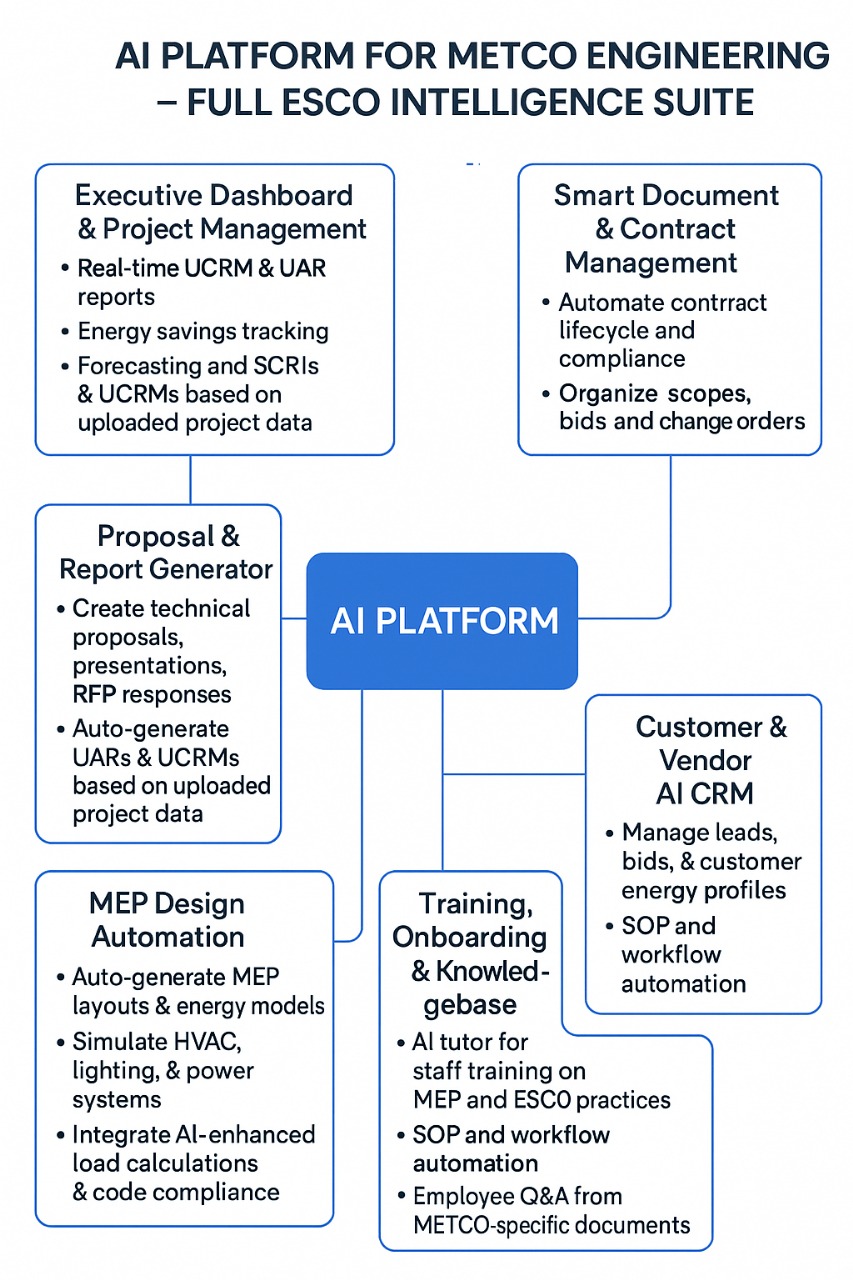 AI PLATFORM FOR METCO ENGINEERING
– FULL ESCO INTELLIGENCE SUITE
Executive Dashboard
& Project Management
• Real-time UCRM & UAR
reports
• Energy savings tracking
• Forecasting and SCRIs
& UCRMs based on
uploaded project data
Smart Document
& Contract
Management
• Automate contrract
lifecycle and
compliance
• Organize scopes,
bids and change orders
Proposal &
Report Generator
• Create technical
proposals,
presentations,
RFP responses
• Auto-generate
UARs & UCRMs
based on uploaded
project data
AI PLATFORM
Customer &
Vendor
AI CRM
• Manage leads,
bids, & customer
energy profiles
• SOP and
workflow
automation
MEP Design
Automation
• Auto-generate MEP
layouts & energy models
• Simulate HVAC,
lighting, & power
systems
• Integrate AI-enhanced
load calculations
& code compliance
Training,
Onboarding
& Knowled-
gebase
• AI tutor for
staff training on
MEP and ESCO practices
• SOP and workflow
automation
• Employee Q&A from
METCO-specific documents